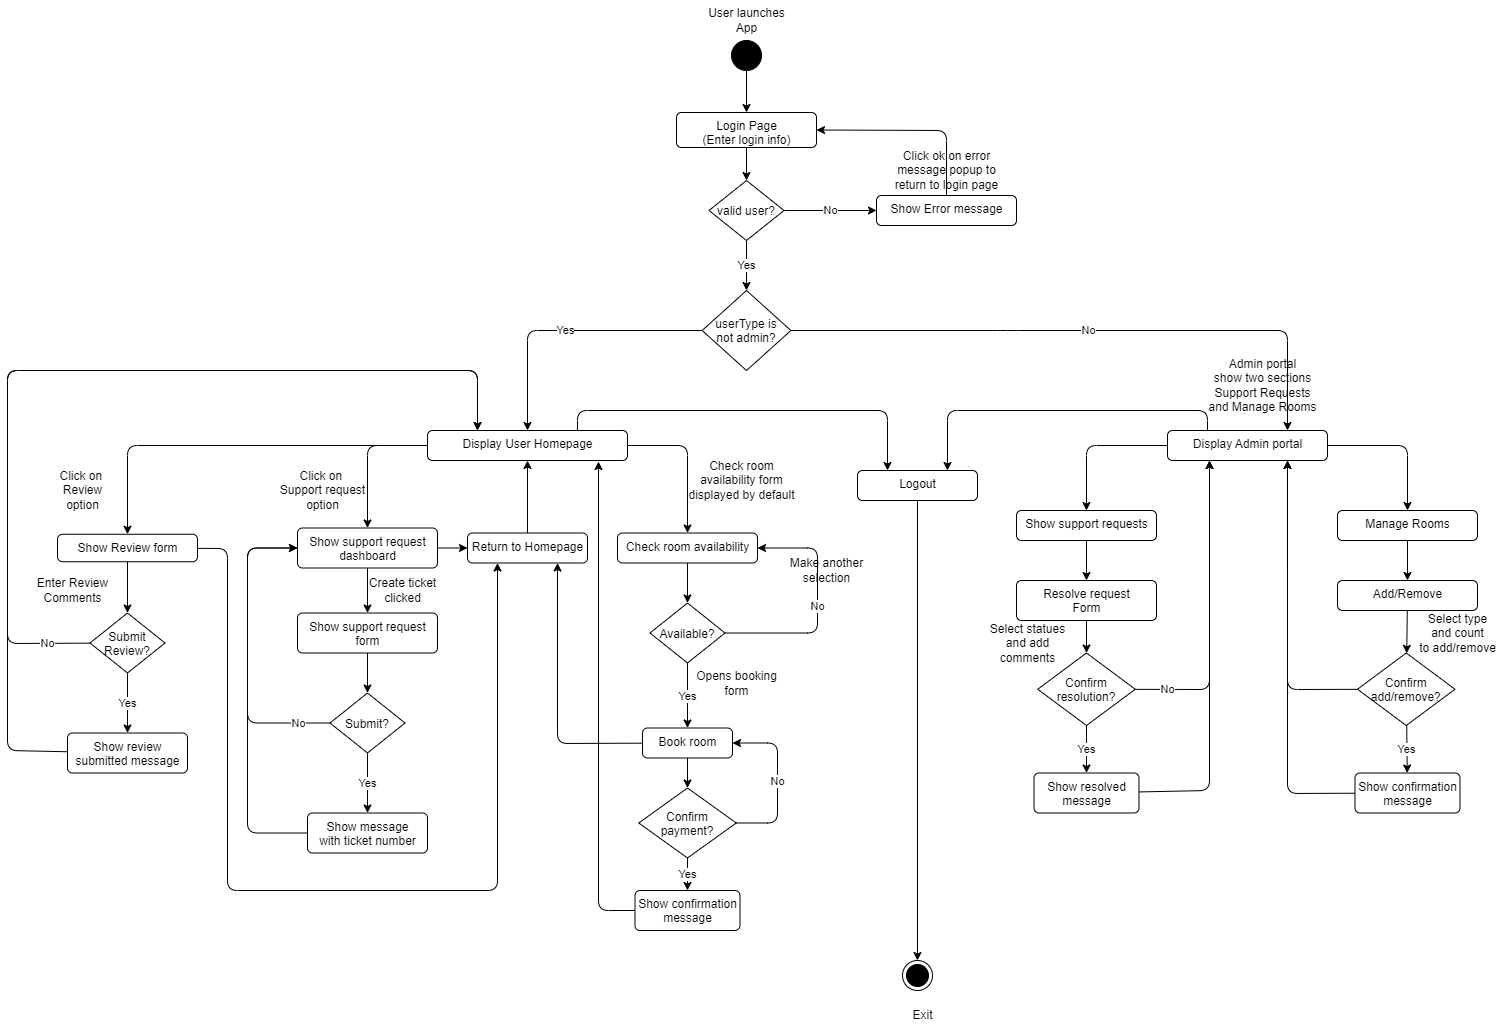 User launches
App
Login Page
(Enter login info)
Click ok on error
message popup to
return to login page
valid user?
No
Show Error message
Yes
userType is
not admin?
Yes
No
Admin portal
show two sections
Support Requests
and Manage Rooms
Display User Homepage
Display Admin portal
Click on
Review
option
Click on
Support request
option
Check room
availability form
displayed by default
Logout
Show support requests
Manage Rooms
Show Review form
Show support request
dashboard
Return to Homepage
Check room availability
Make another
selection
Enter Review
Comments
Create ticket
clicked
Resolve request
Form
Add/Remove
No
Show support request
form
Available?
Select statues
and add
comments
Select type
and count
to add/remove
No
Submit
Review?
Opens booking
form
Confirm
resolution?
No
Confirm
add/remove?
Yes
Yes
No
Submit?
Book room
Yes
Yes
Show review
submitted message
Yes
No
Show resolved
message
Show confirmation
message
Show message
with ticket number
Confirm
payment?
Yes
Show confirmation
message
Exit